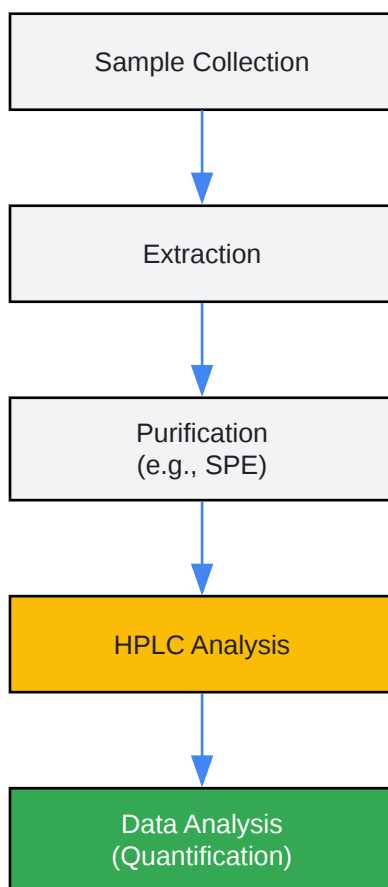 Sample Collection
Extraction
Purification
(e.g., SPE)
HPLC Analysis
Data Analysis
(Quantification)